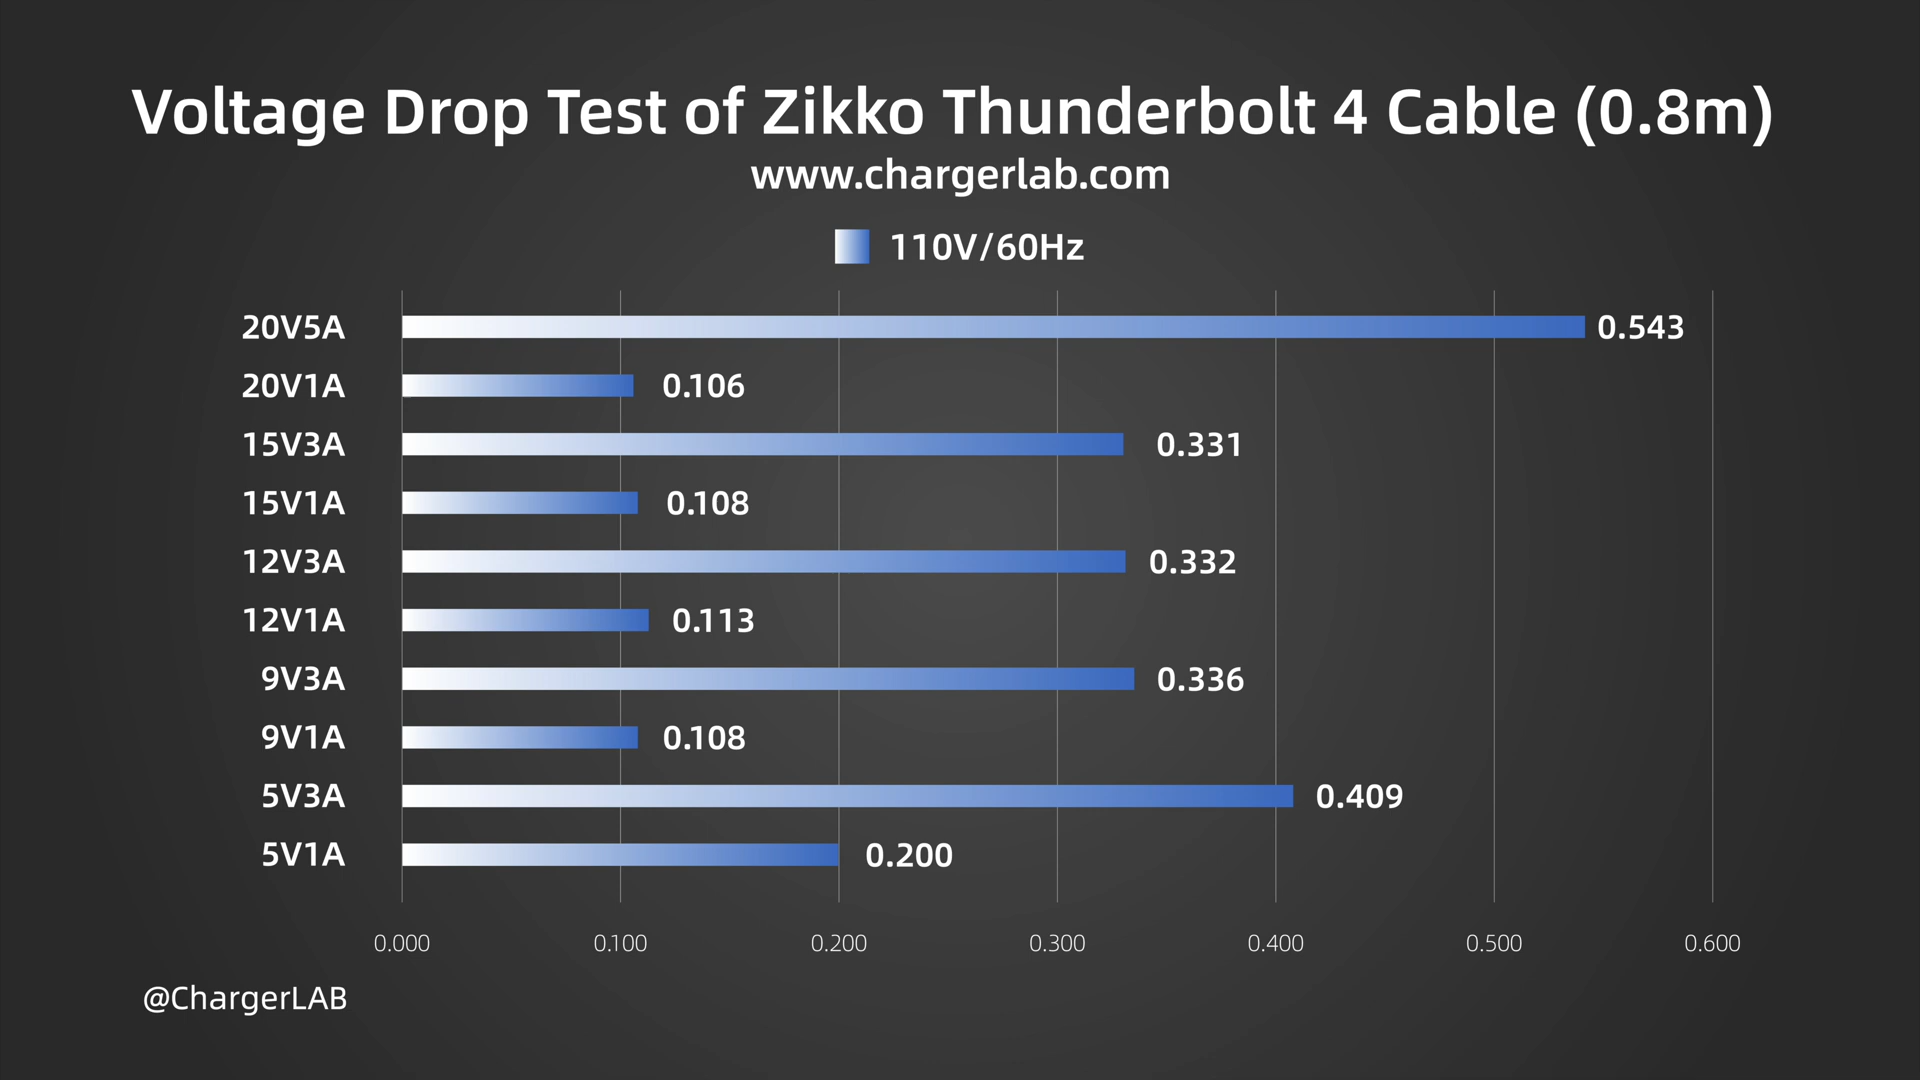 Voltage Drop Test of Zikko Thunderbolt 4 Cable (0.8m)
www.chargerlab.com
110V/60Hz
20V5A 0.543
20V1A 0.106
15V3A 0.331
15V1A 0.108
12V3A 0.332
12V1A 0.113
9V3A 0.336
9V1A 0.108
5V3A 0.409
5V1A 0.200
0.000 0.100 0.200 0.300 0.400 0.500 0.600
@ChargerLAB